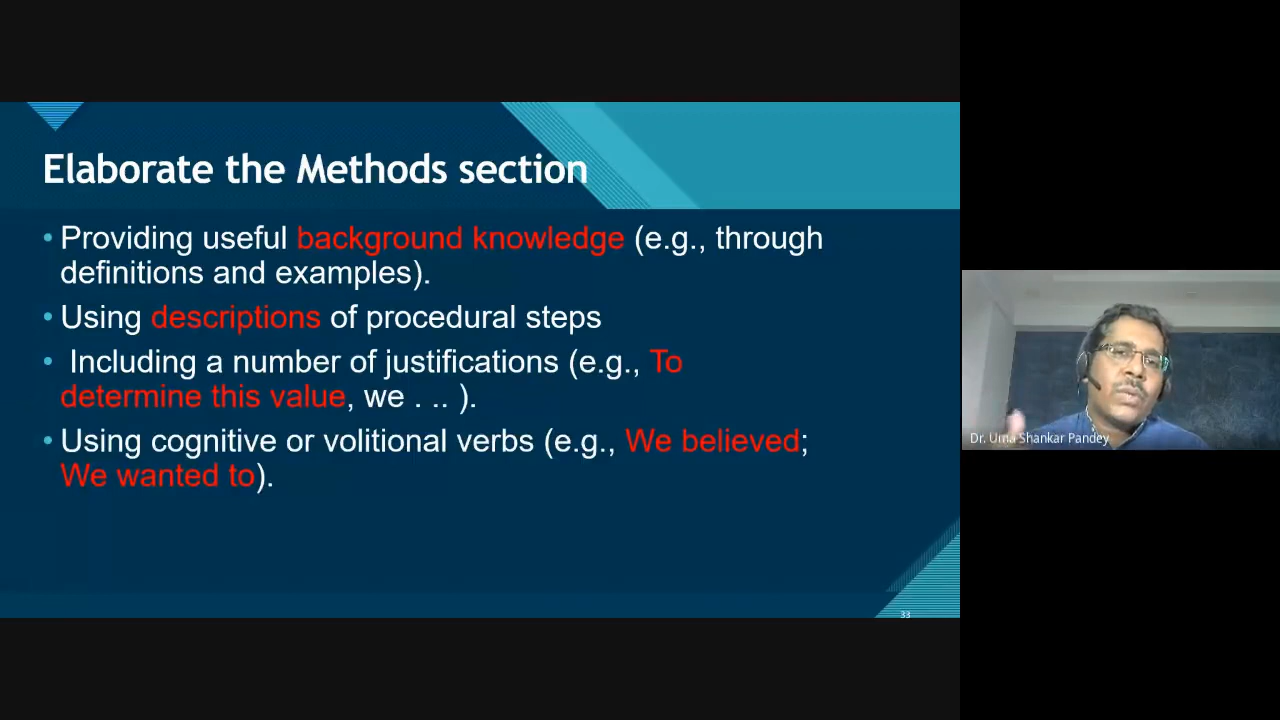 Elaborate the Methods section
• Providing useful background knowledge (e.g., through
definitions and examples).
• Using descriptions of procedural steps
• Including a number of justifications (e.g., To
determine this value, we . .. ).
• Using cognitive or volitional verbs (e.g., We believed;
We wanted to).
33
Dr. Uma Shankar Pandey